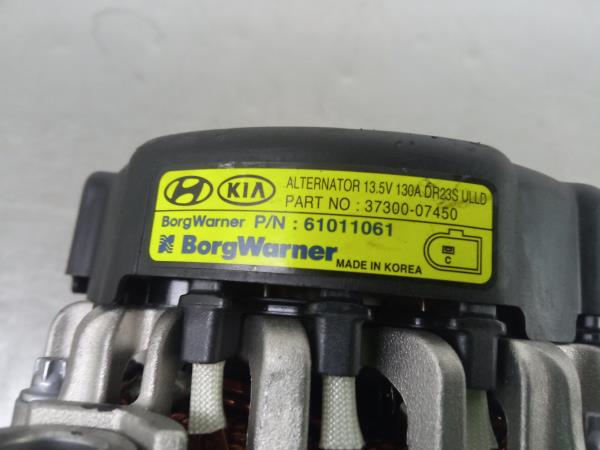 KIA ALTERNATOR 13.5V 130A DR23S ULLD
PART NO : 37300-07450
BorgWarner P/N : 61011061
BorgWarner
MADE IN KOREA
C